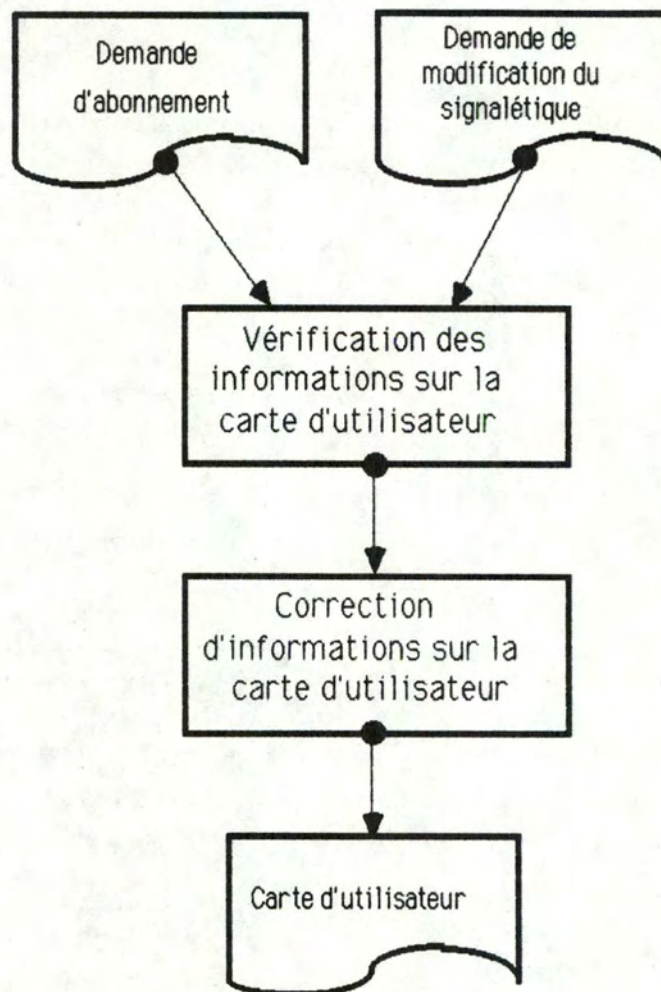 Demande
d'abonnement
Demande de
modification du
signalétique
Vérification des
informations sur la
carte d'utilisateur
Correction
d'informations sur la
carte d'utilisateur
Carte d'utilisateur